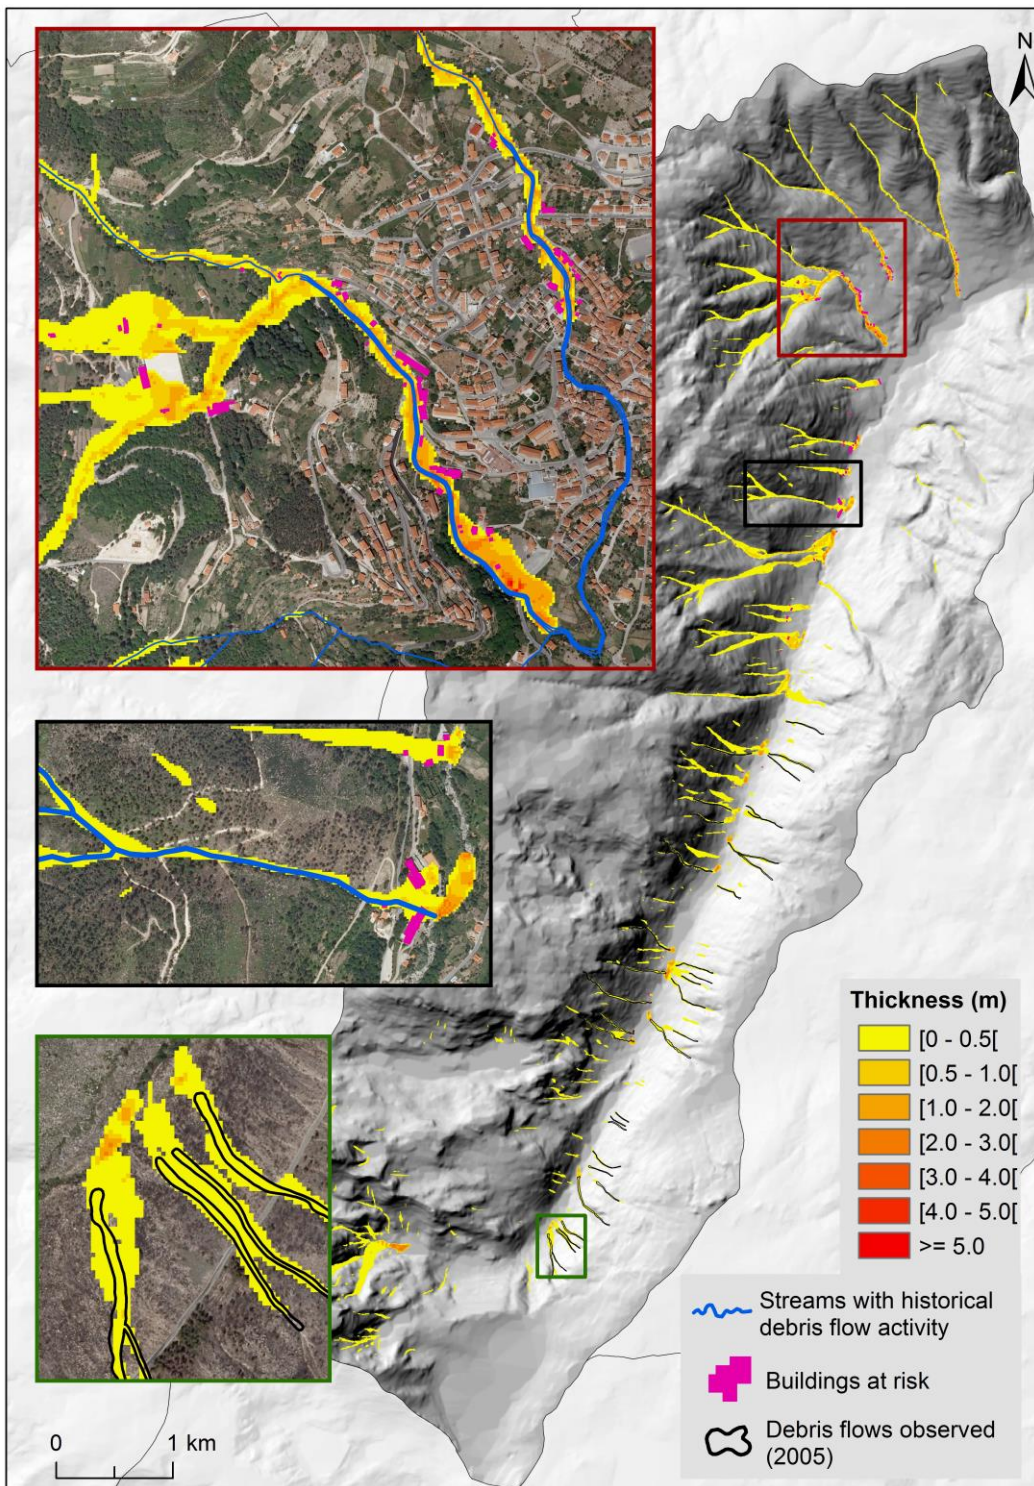 N
Thickness (m)
[0 - 0.5[
[0.5 - 1.0[
[1.0 - 2.0[
[2.0 - 3.0[
[3.0 - 4.0[
[4.0 - 5.0[
>= 5.0
Streams with historical
debris flow activity
Buildings at risk
Debris flows observed
(2005)
0 1 km